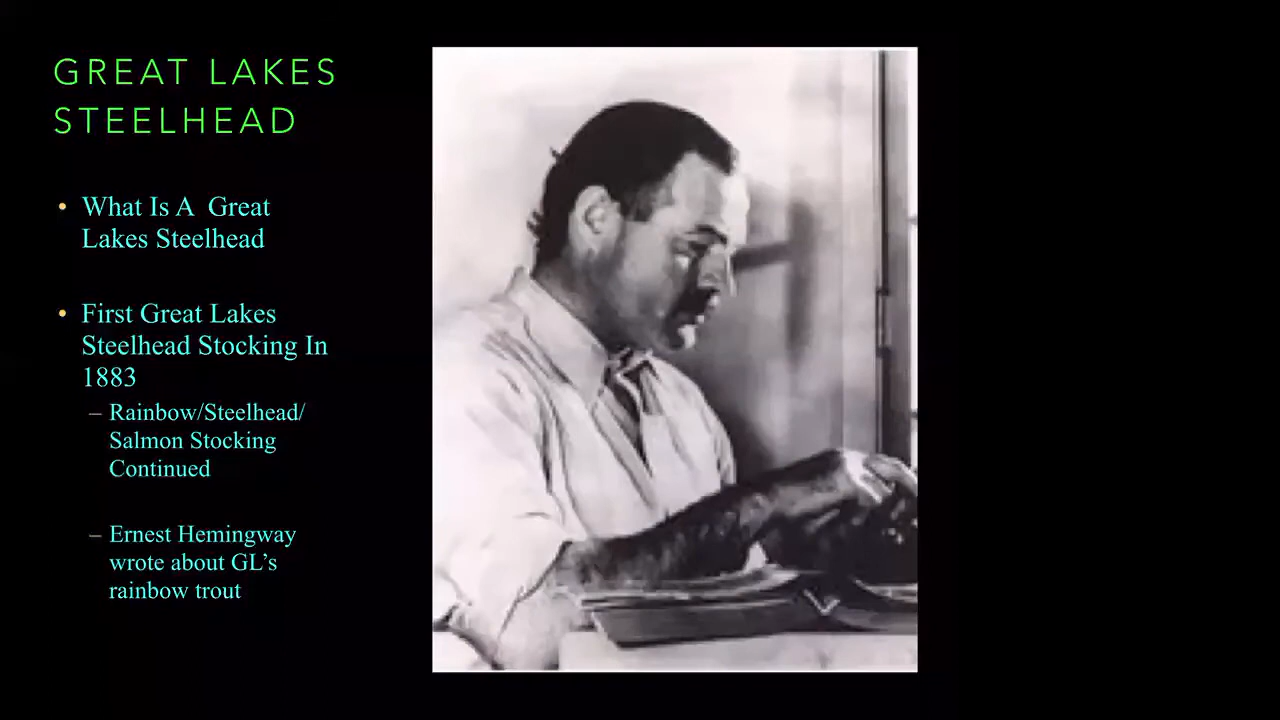 GREAT LAKES
STEELHEAD
• What Is A  Great
Lakes Steelhead
• First Great Lakes
Steelhead Stocking In
1883
– Rainbow/Steelhead/
Salmon Stocking
Continued
– Ernest Hemingway
wrote about GL’s
rainbow trout